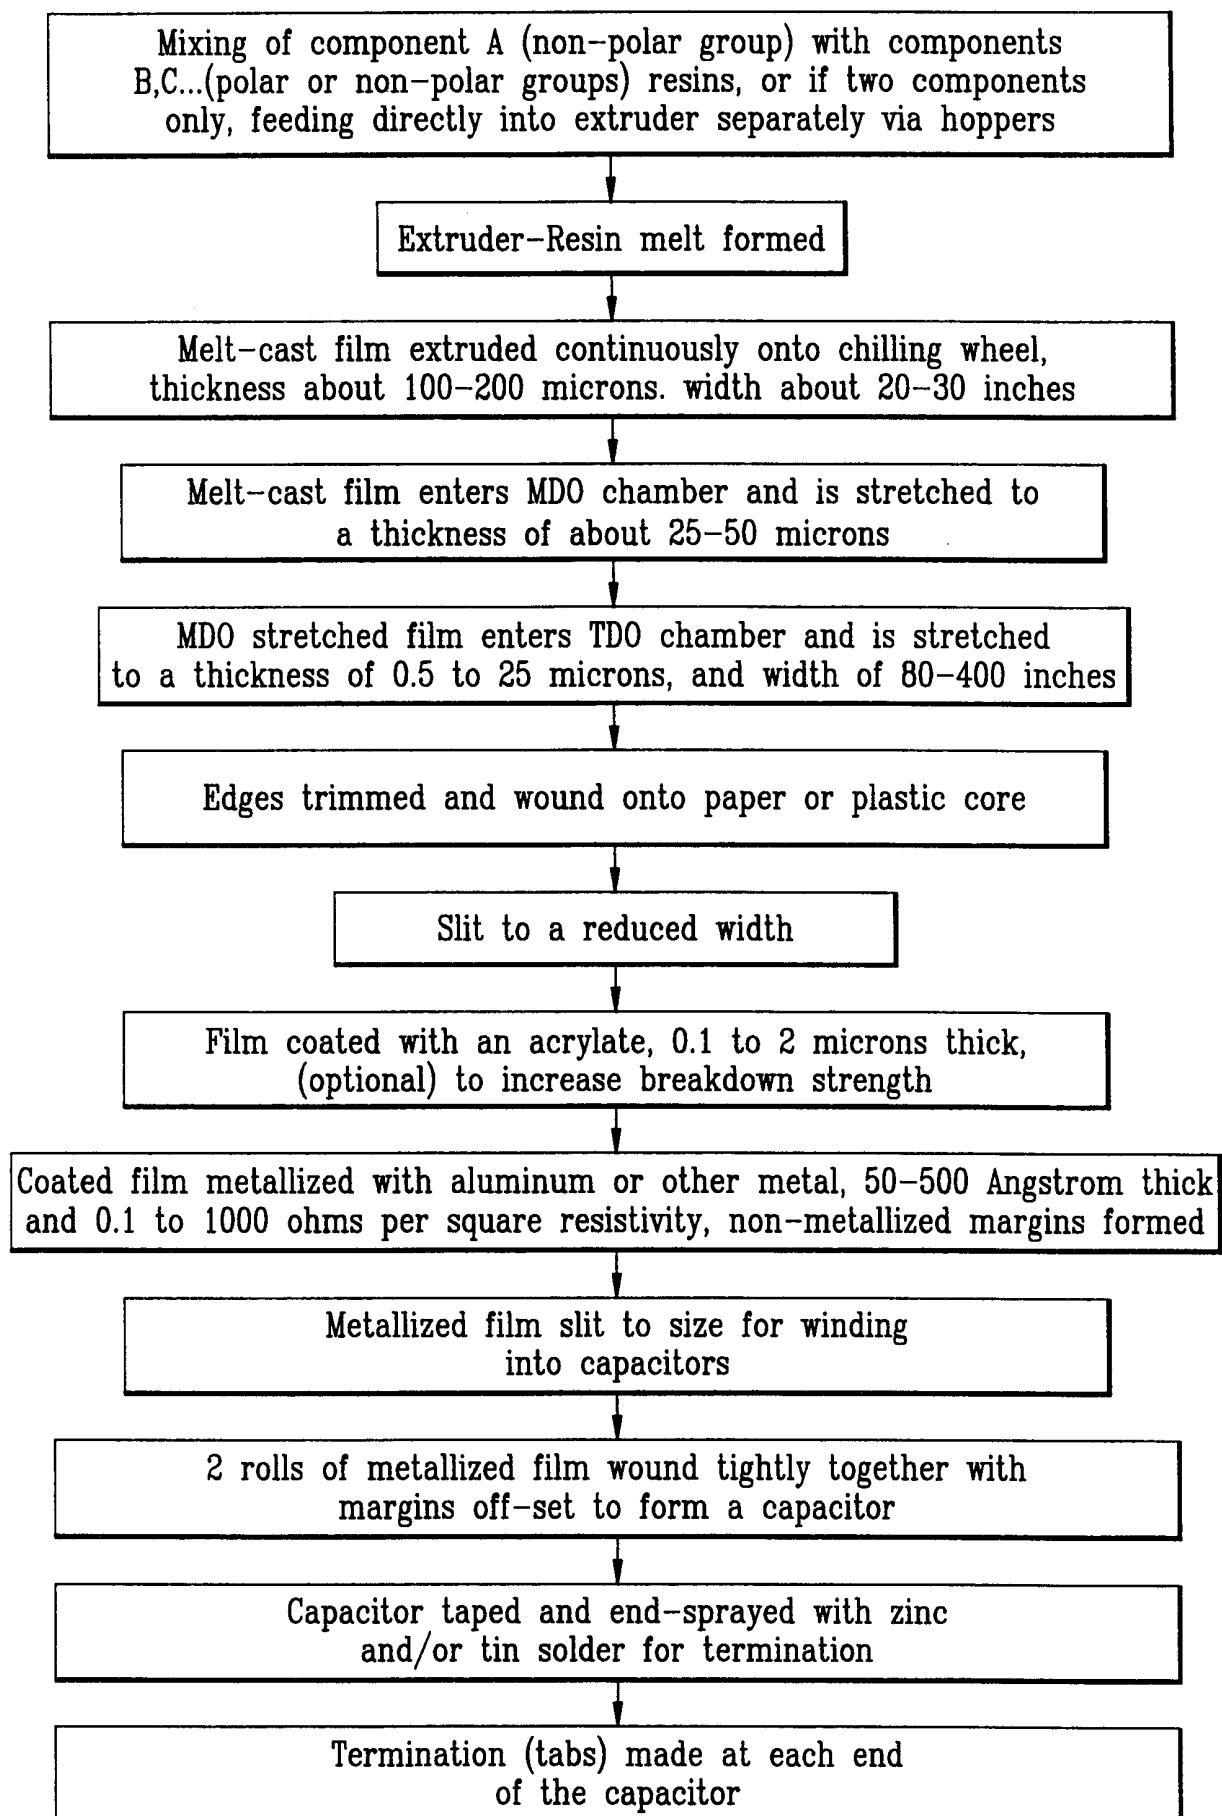 Mixing of component A (non-polar group) with components
B,C...(polar or non-polar groups) resins, or if two components
only, feeding directly into extruder separately via hoppers
Extruder-Resin melt formed
Melt-cast film extruded continuously onto chilling wheel,
thickness about 100-200 microns. width about 20-30 inches
Melt-cast film enters MDO chamber and is stretched to
a thickness of about 25-50 microns
MDO stretched film enters TDO chamber and is stretched
to a thickness of 0.5 to 25 microns, and width of 80-400 inches
Edges trimmed and wound onto paper or plastic core
Slit to a reduced width
Film coated with an acrylate, 0.1 to 2 microns thick,
(optional) to increase breakdown strength
Coated film metallized with aluminum or other metal, 50-500 Angstrom thick
and 0.1 to 1000 ohms per square resistivity, non-metallized margins formed
Metallized film slit to size for winding
into capacitors
2 rolls of metallized film wound tightly together with
margins off-set to form a capacitor
Capacitor taped and end-sprayed with zinc
and/or tin solder for termination
Termination (tabs) made at each end
of the capacitor